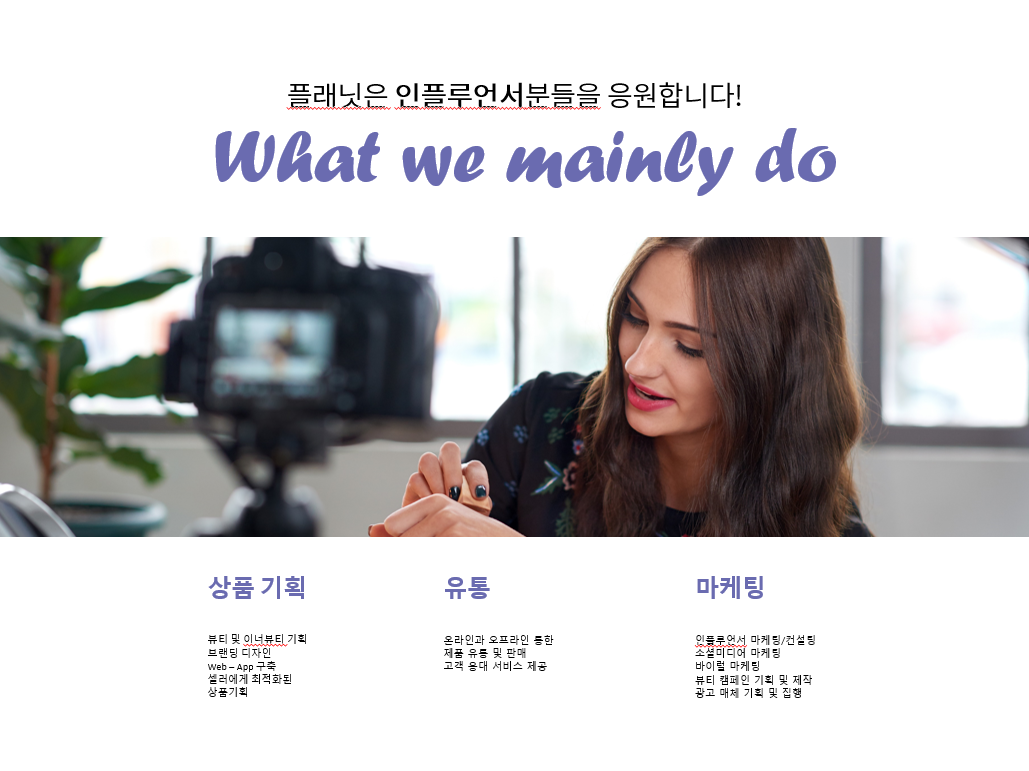 플래닛은 인플루언서분들을 응원합니다!
What we mainly do
상품 기획
뷰티 및 이너뷰티 기획
브랜딩 디자인
Web – App 구축
셀러에게 최적화된
상품기획
유통
온라인과 오프라인 통한
제품 유통 및 판매
고객 응대 서비스 제공
마케팅
인플루언서 마케팅/컨설팅
소셜미디어 마케팅
바이럴 마케팅
뷰티 캠페인 기획 및 제작
광고 매체 기획 및 집행